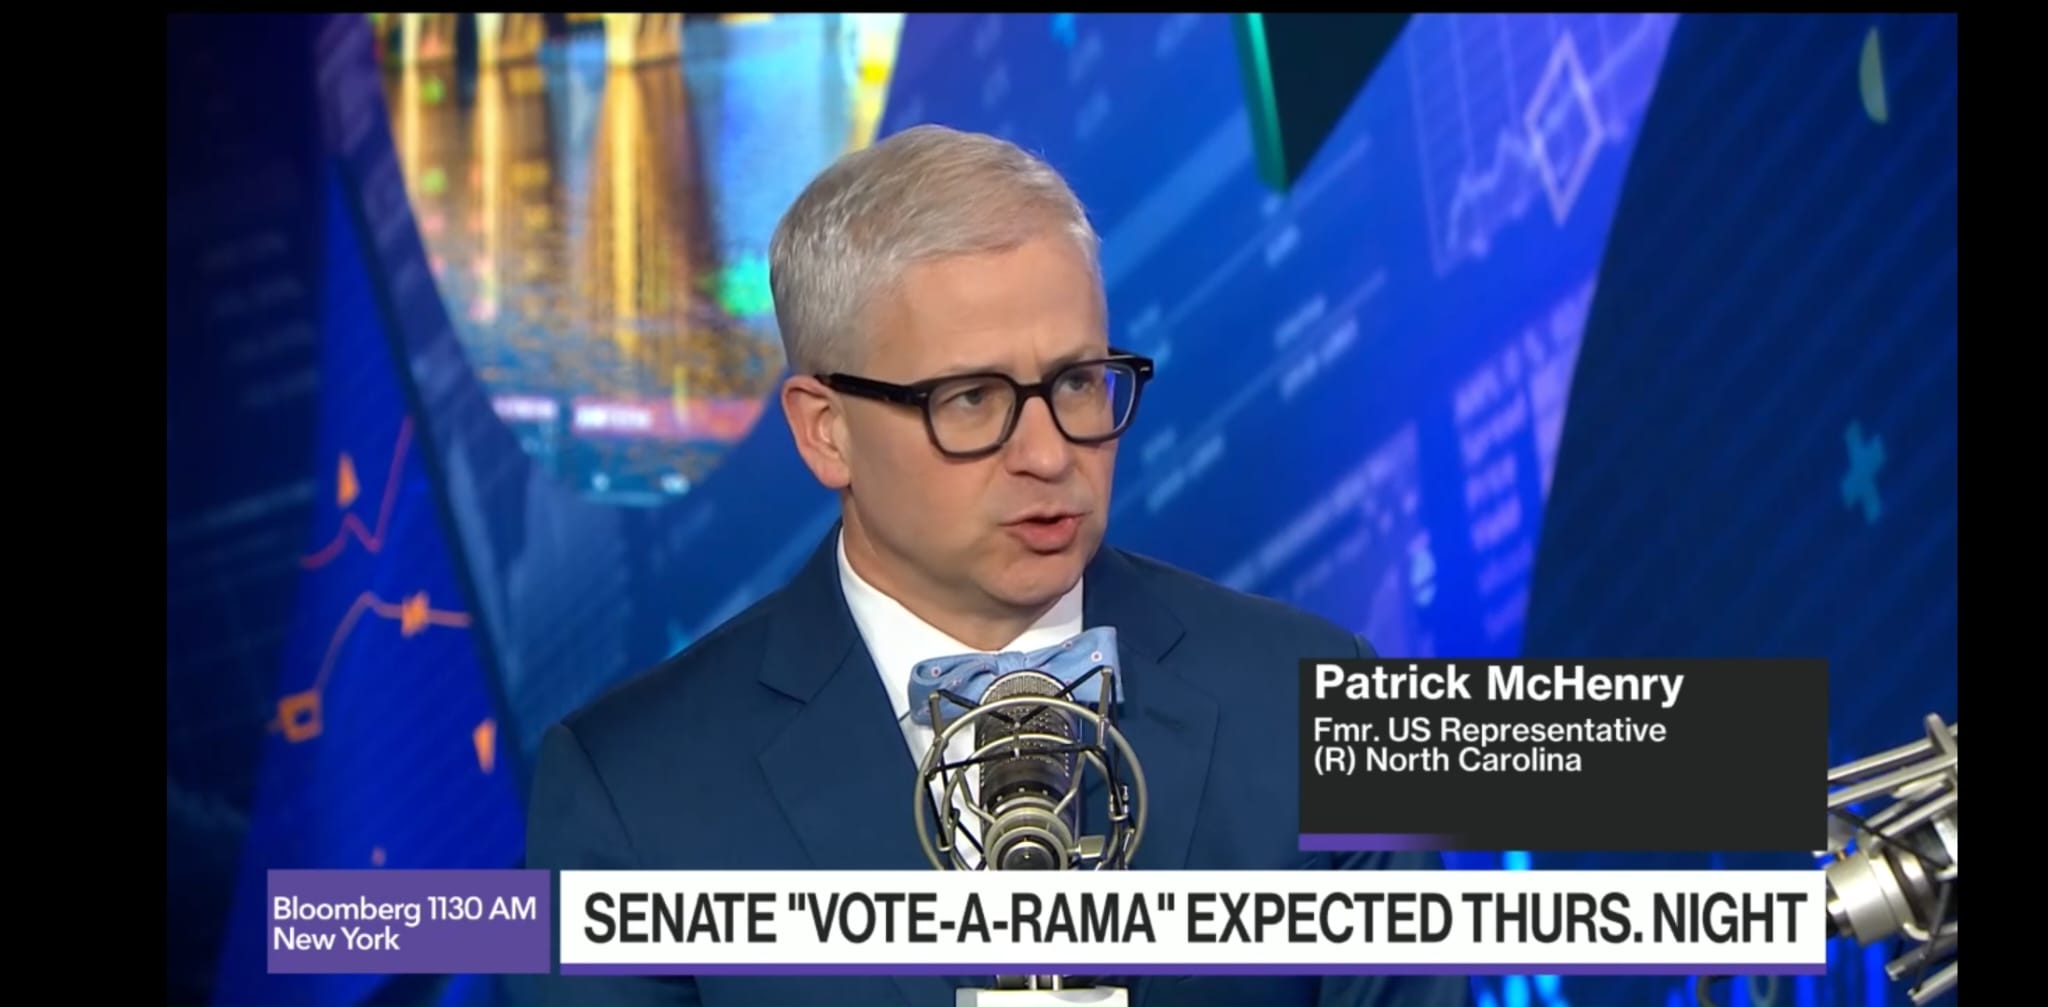 Patrick McHenry
Fmr. US Representative
(R) North Carolina
Bloomberg 1130 AM
New York
SENATE "VOTE-A-RAMA" EXPECTED THURS. NIGHT